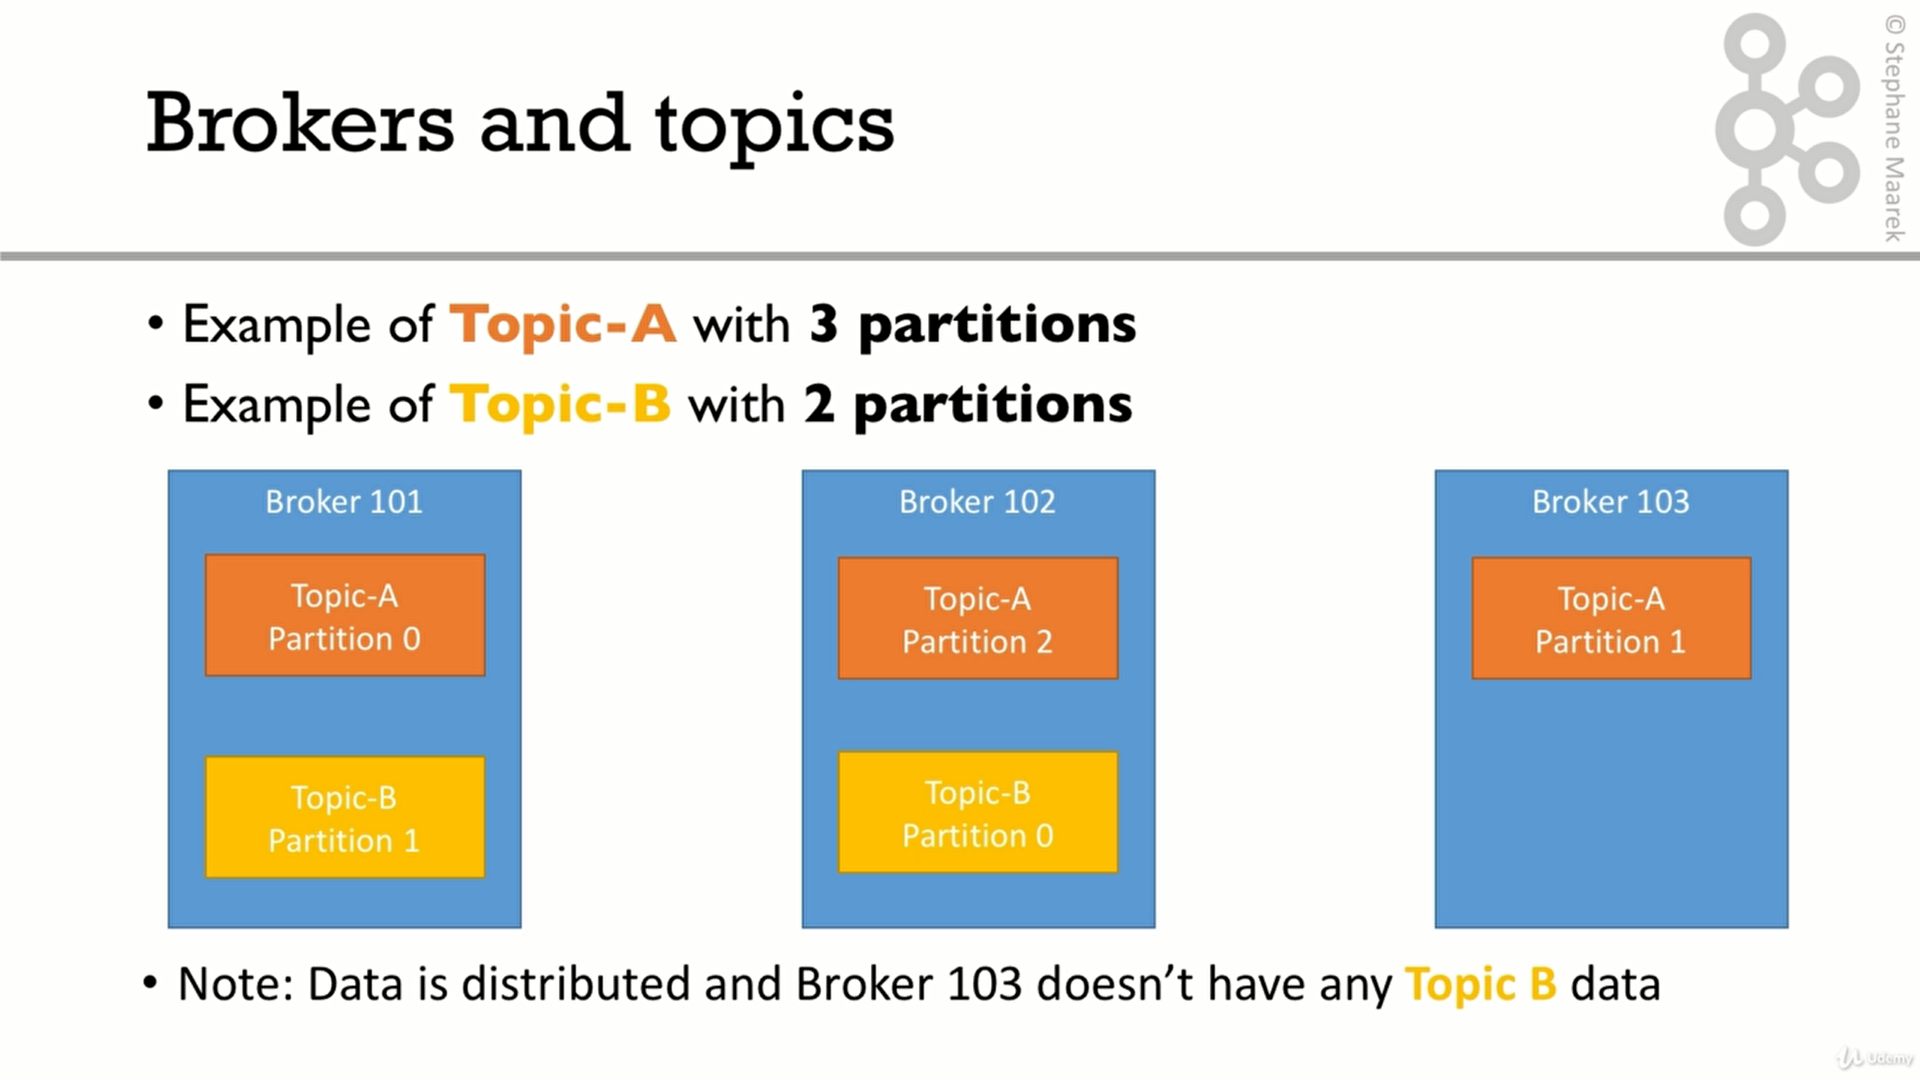 Brokers and topics
© Stephane Maarek
• Example of Topic-A with 3 partitions
• Example of Topic-B with 2 partitions
Broker 101
Topic-A
Partition 0
Topic-B
Partition 1
Broker 102
Topic-A
Partition 2
Topic-B
Partition 0
Broker 103
Topic-A
Partition 1
• Note: Data is distributed and Broker 103 doesn’t have any Topic B data
Udemy